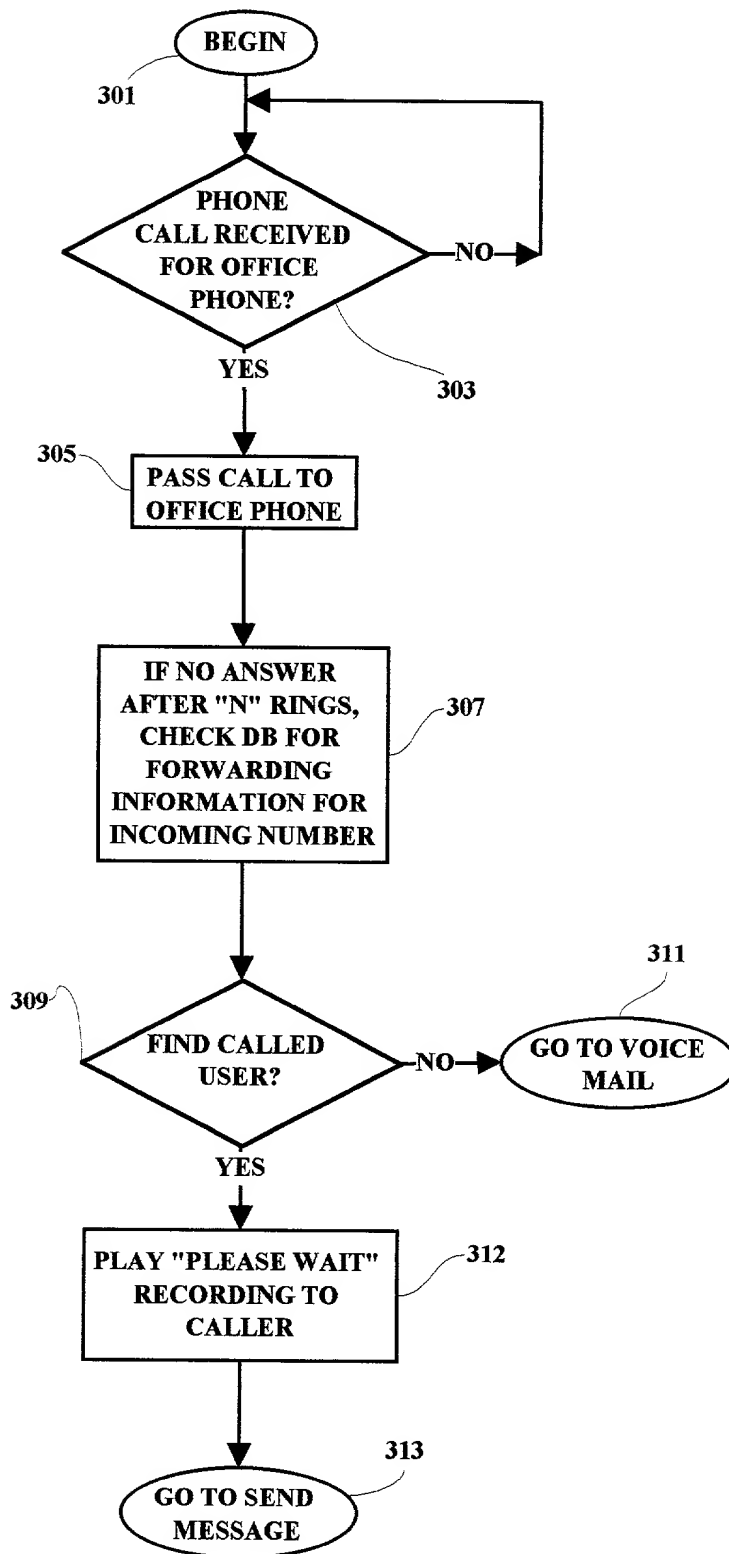 BEGIN
301
PHONE
CALL RECEIVED
FOR OFFICE
PHONE?
NO
303
YES
305
PASS CALL TO
OFFICE PHONE
IF NO ANSWER
AFTER "N" RINGS,
CHECK DB FOR
FORWARDING
INFORMATION FOR
INCOMING NUMBER
307
309
FIND CALLED
USER?
NO
311
GO TO VOICE
MAIL
YES
PLAY "PLEASE WAIT"
RECORDING TO
CALLER
312
313
GO TO SEND
MESSAGE